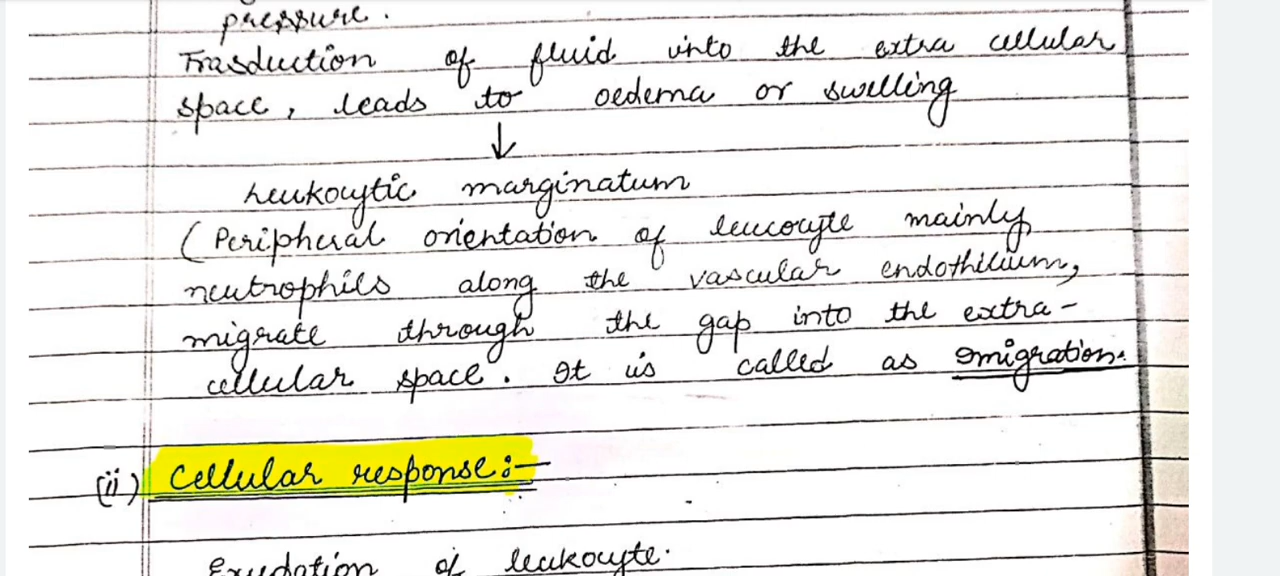 pressure.
Trasduction of fluid into the extra cellular
space, leads to oedema or swelling
↓
Leukocytic marginatum
(Peripheral orientation of leucocyte mainly
neutrophils along the vascular endothilium,
migrate through the gap into the extra-
cellular space. It is called as emigration.
(ii) Cellular response:-
Exudation of leukocyte.